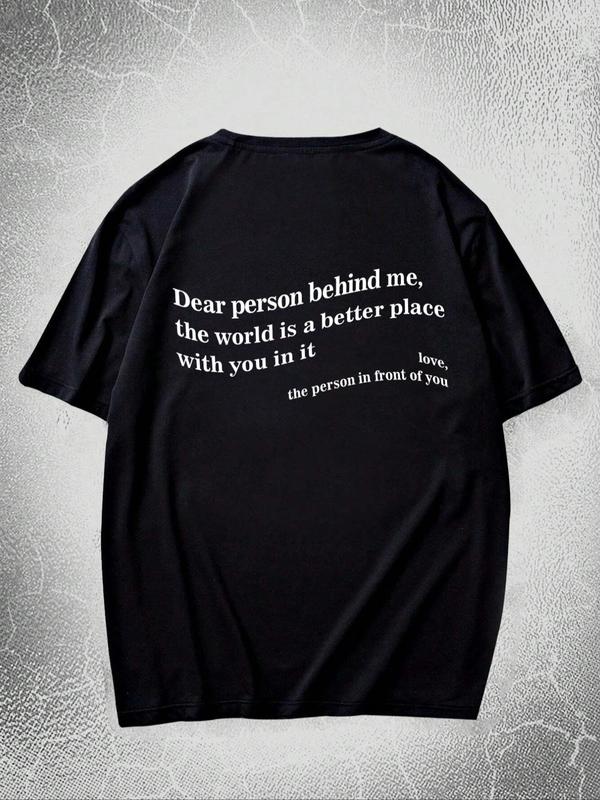 Dear person behind me,
the world is a better place
with you in it
love,
the person in front of you